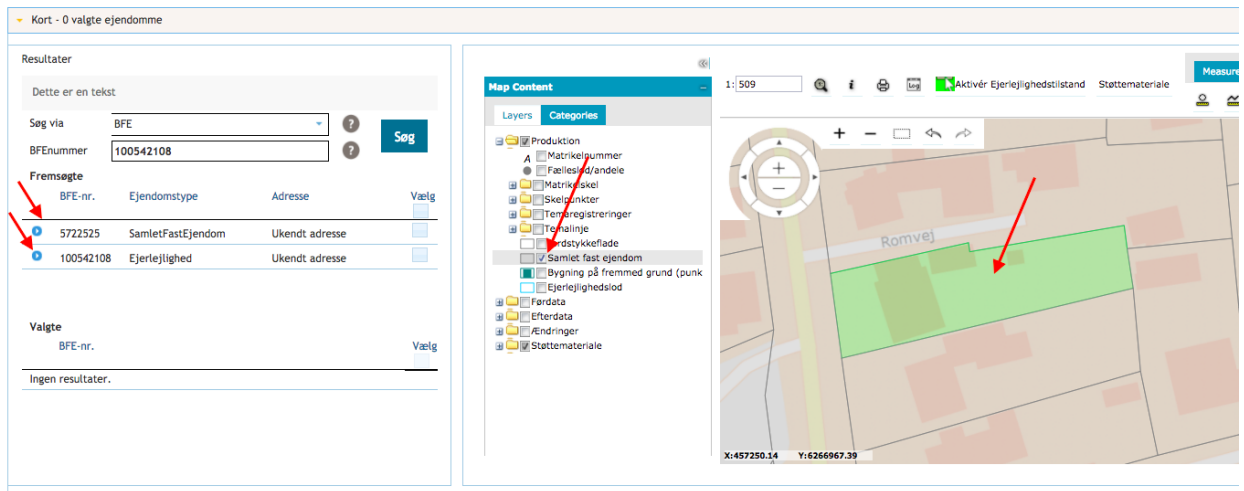 Kort - 0 valgte ejendomme
Resultater
Dette er en tekst
Søg via BFE ? Søg
BFEnummer 100542108 ?
Fremsøgte
BFE-nr. Ejendomstype Adresse Vælg
5722525 SamletFastEjendom Ukendt adresse
100542108 Ejerlejlighed Ukendt adresse
Valgte
BFE-nr. Vælg
Ingen resultater.
Map Content
Layers Categories
Produktion
A Matrikelnummer
Fælleslod/andele
Matrikelskel
Skelpunkter
Temaregistreringer
Temalinje
Jordstykkeflade
Samlet fast ejendom
Bygning på fremmed grund (punk
Ejerlejlighedslod
Førdata
Efterdata
Ændringer
Støttemateriale
1: 509 i Log Aktivér Ejerlejlighedstilstand Støttemateriale
Measure
Romvej
X:457250.14 Y:6266967.39